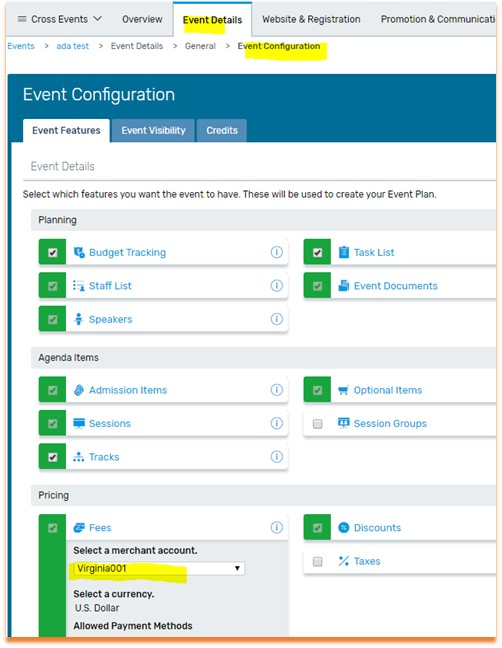 Cross Events Overview Event Details Website & Registration Promotion & Communicati
Events > ada test > Event Details > General > Event Configuration
Event Configuration
Event Features Event Visibility Credits
Event Details
Select which features you want the event to have. These will be used to create your Event Plan.
Planning
Budget Tracking Task List
Staff List Event Documents
Speakers
Agenda Items
Admission Items Optional Items
Sessions Session Groups
Tracks
Pricing
Fees Discounts
Select a merchant account. Taxes
Virginia001
Select a currency.
U.S. Dollar
Allowed Payment Methods